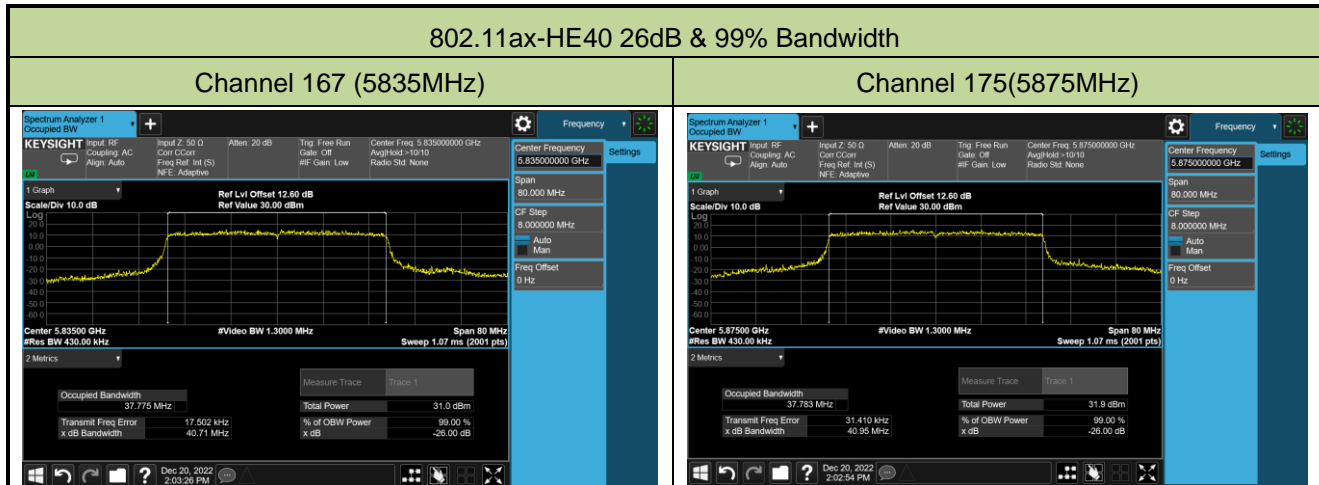 802.11ax-HE40 26dB & 99% Bandwidth
Channel 167 (5835MHz)
Spectrum Analyzer 1
Occupied BW
+
Frequency
KEYSIGHT
Input: RF
Coupling: AC
Align: Auto
Input Z: 50 Ω
Corr CCorr
Freq Ref: Int (S)
NFE: Adaptive
Atten: 20 dB
Trig: Free Run
Gate: Off
#IF Gain: Low
Center Freq: 5.835000000 GHz
Avg|Hold:>10/10
Radio Std: None
Center Frequency
5.835000000 GHz
Settings
Span
80.000 MHz
CF Step
8.000000 MHz
Auto
Man
Freq Offset
0 Hz
1 Graph
Scale/Div 10.0 dB
Ref Lvl Offset 12.60 dB
Ref Value 30.00 dBm
Log
20.0
10.0
0.00
-10.0
-20.0
-30.0
-40.0
-50.0
-60.0
Center 5.83500 GHz
#Video BW 1.3000 MHz
Span 80 MHz
#Res BW 430.00 kHz
Sweep 1.07 ms (2001 pts)
2 Metrics
Measure Trace Trace 1
Occupied Bandwidth
37.775 MHz
Total Power 31.0 dBm
Transmit Freq Error 17.502 kHz
% of OBW Power 99.00 %
x dB Bandwidth 40.71 MHz
x dB -26.00 dB
?
Dec 20, 2022
2:03:26 PM
Channel 175(5875MHz)
Spectrum Analyzer 1
Occupied BW
+
Frequency
KEYSIGHT
Input: RF
Coupling: AC
Align: Auto
Input Z: 50 Ω
Corr CCorr
Freq Ref: Int (S)
NFE: Adaptive
Atten: 20 dB
Trig: Free Run
Gate: Off
#IF Gain: Low
Center Freq: 5.875000000 GHz
Avg|Hold:>10/10
Radio Std: None
Center Frequency
5.875000000 GHz
Settings
Span
80.000 MHz
CF Step
8.000000 MHz
Auto
Man
Freq Offset
0 Hz
1 Graph
Scale/Div 10.0 dB
Ref Lvl Offset 12.60 dB
Ref Value 30.00 dBm
Log
20.0
10.0
0.00
-10.0
-20.0
-30.0
-40.0
-50.0
-60.0
Center 5.87500 GHz
#Video BW 1.3000 MHz
Span 80 MHz
#Res BW 430.00 kHz
Sweep 1.07 ms (2001 pts)
2 Metrics
Measure Trace Trace 1
Occupied Bandwidth
37.783 MHz
Total Power 31.9 dBm
Transmit Freq Error 31.410 kHz
% of OBW Power 99.00 %
x dB Bandwidth 40.95 MHz
x dB -26.00 dB
?
Dec 20, 2022
2:02:54 PM